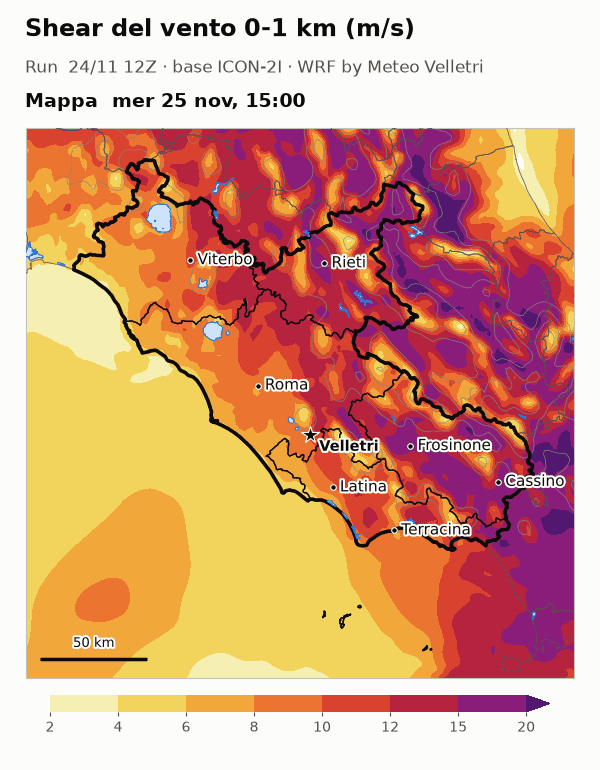 Shear del vento 0-1 km (m/s)
Run  24/11 12Z · base ICON-2I · WRF by Meteo Velletri
Mappa  mer 25 nov, 15:00
Viterbo
Rieti
Roma
Velletri
Frosinone
Cassino
Latina
Terracina
50 km
2 4 6 8 10 12 15 20